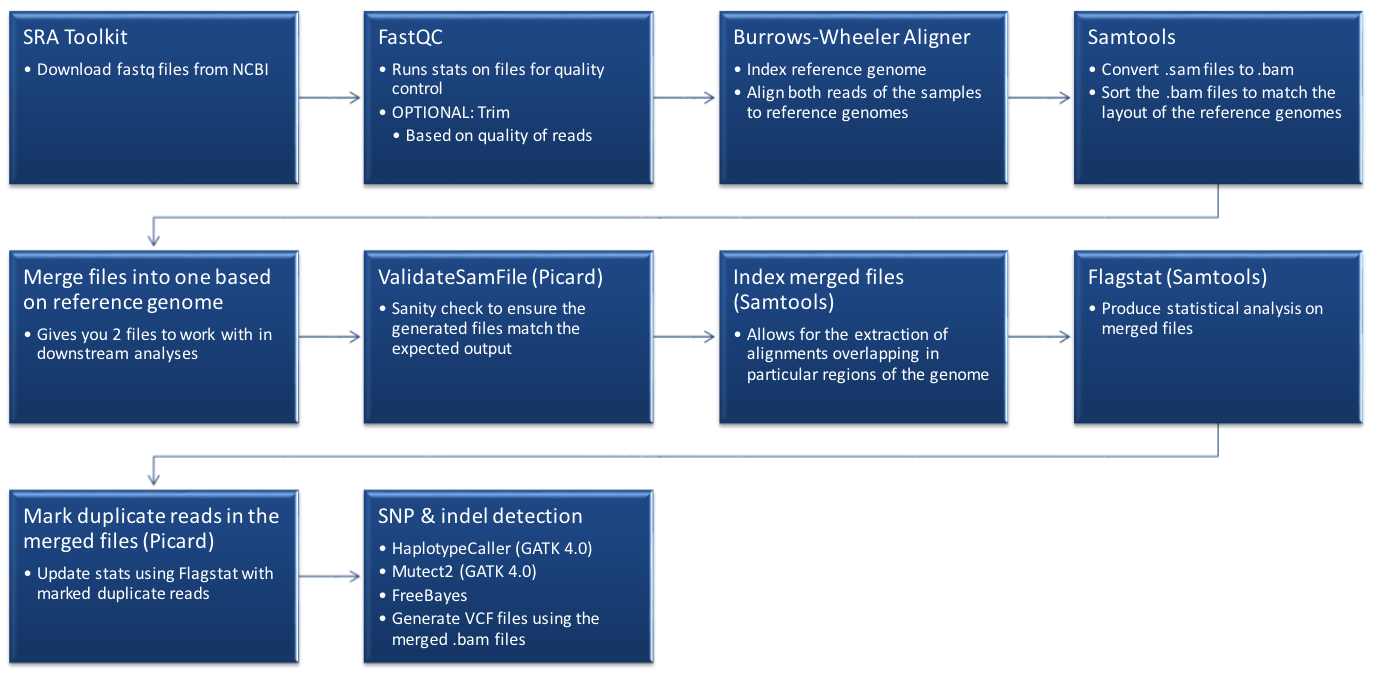 SRA Toolkit
• Download fastq files from NCBI
FastQC
• Runs stats on files for quality
control
• OPTIONAL: Trim
• Based on quality of reads
Burrows-Wheeler Aligner
• Index reference genome
• Align both reads of the samples
to reference genomes
Samtools
• Convert .sam files to .bam
• Sort the .bam files to match the
layout of the reference genomes
Merge files into one based
on reference genome
• Gives you 2 files to work with in
downstream analyses
ValidateSamFile (Picard)
• Sanity check to ensure the
generated files match the
expected output
Index merged files
(Samtools)
• Allows for the extraction of
alignments overlapping in
particular regions of the genome
Flagstat (Samtools)
• Produce statistical analysis on
merged files
Mark duplicate reads in the
merged files (Picard)
• Update stats using Flagstat with
marked duplicate reads
SNP & indel detection
• HaplotypeCaller (GATK 4.0)
• Mutect2 (GATK 4.0)
• FreeBayes
• Generate VCF files using the
merged .bam files